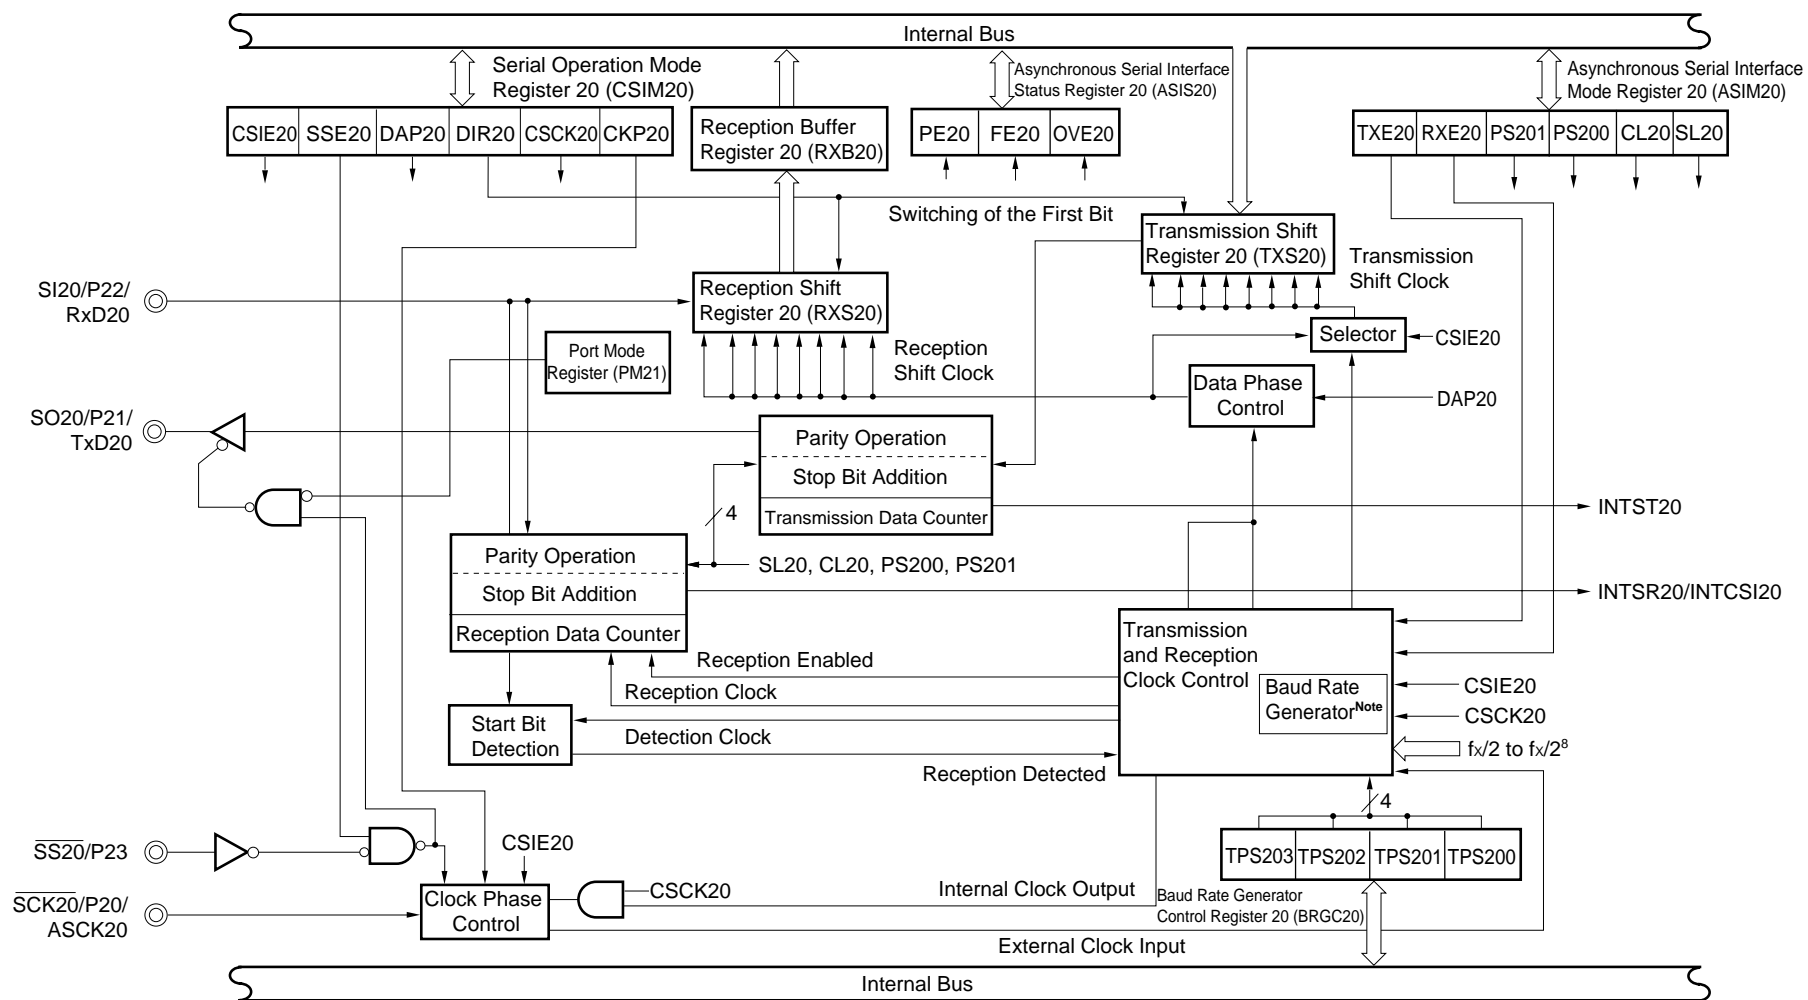 Internal Bus
Serial Operation Mode
Register 20 (CSIM20)
Asynchronous Serial Interface
Status Register 20 (ASIS20)
Asynchronous Serial Interface
Mode Register 20 (ASIM20)
CSIE20 SSE20 DAP20 DIR20 CSCK20 CKP20
Reception Buffer
Register 20 (RXB20)
PE20 FE20 OVE20
TXE20 RXE20 PS201 PS200 CL20 SL20
Switching of the First Bit
Transmission Shift
Register 20 (TXS20)
Transmission
Shift Clock
SI20/P22/
RxD20
Reception Shift
Register 20 (RXS20)
Selector
CSIE20
Port Mode
Register (PM21)
Reception
Shift Clock
Data Phase
Control
DAP20
SO20/P21/
TxD20
Parity Operation
Stop Bit Addition
Transmission Data Counter
4
INTST20
Parity Operation
Stop Bit Addition
Reception Data Counter
SL20, CL20, PS200, PS201
INTSR20/INTCSI20
Transmission
and Reception
Clock Control
Baud Rate
Generator^Note
Reception Enabled
Reception Clock
CSIE20
CSCK20
Start Bit
Detection
Detection Clock
fx/2 to fx/2⁸
Reception Detected
4
SS20/P23
CSIE20
TPS203 TPS202 TPS201 TPS200
SCK20/P20/
ASCK20
Clock Phase
Control
CSCK20
Internal Clock Output
Baud Rate Generator
Control Register 20 (BRGC20)
External Clock Input
Internal Bus